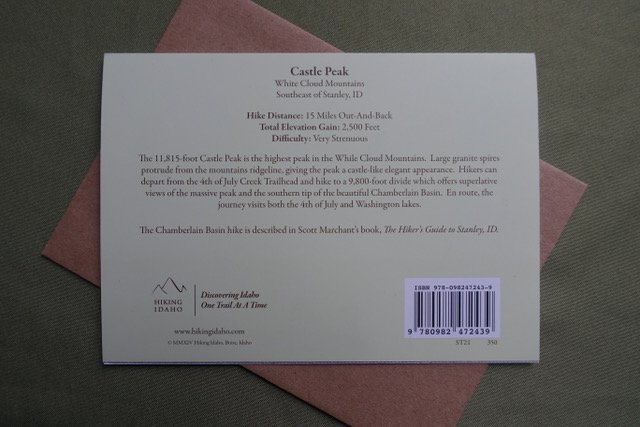 Castle Peak
White Cloud Mountains
Southeast of Stanley, ID
Hike Distance: 15 Miles Out-And-Back
Total Elevation Gain: 2,500 Feet
Difficulty: Very Strenuous
The 11,815-foot Castle Peak is the highest peak in the While Cloud Mountains. Large granite spires
protrude from the mountains ridgeline, giving the peak a castle-like elegant appearance. Hikers can
depart from the 4th of July Creek Trailhead and hike to a 9,800-foot divide which offers superlative
views of the massive peak and the southern tip of the beautiful Chamberlain Basin. En route, the
journey visits both the 4th of July and Washington lakes.
The Chamberlain Basin hike is described in Scott Marchant's book, The Hiker's Guide to Stanley, ID.
HIKING
IDAHO
Discovering Idaho
One Trail At A Time
www.hikingidaho.com
© MMXIV Hiking Idaho, Boise, Idaho
ISBN 978-098247243-9
9 780982 472439
ST21 350